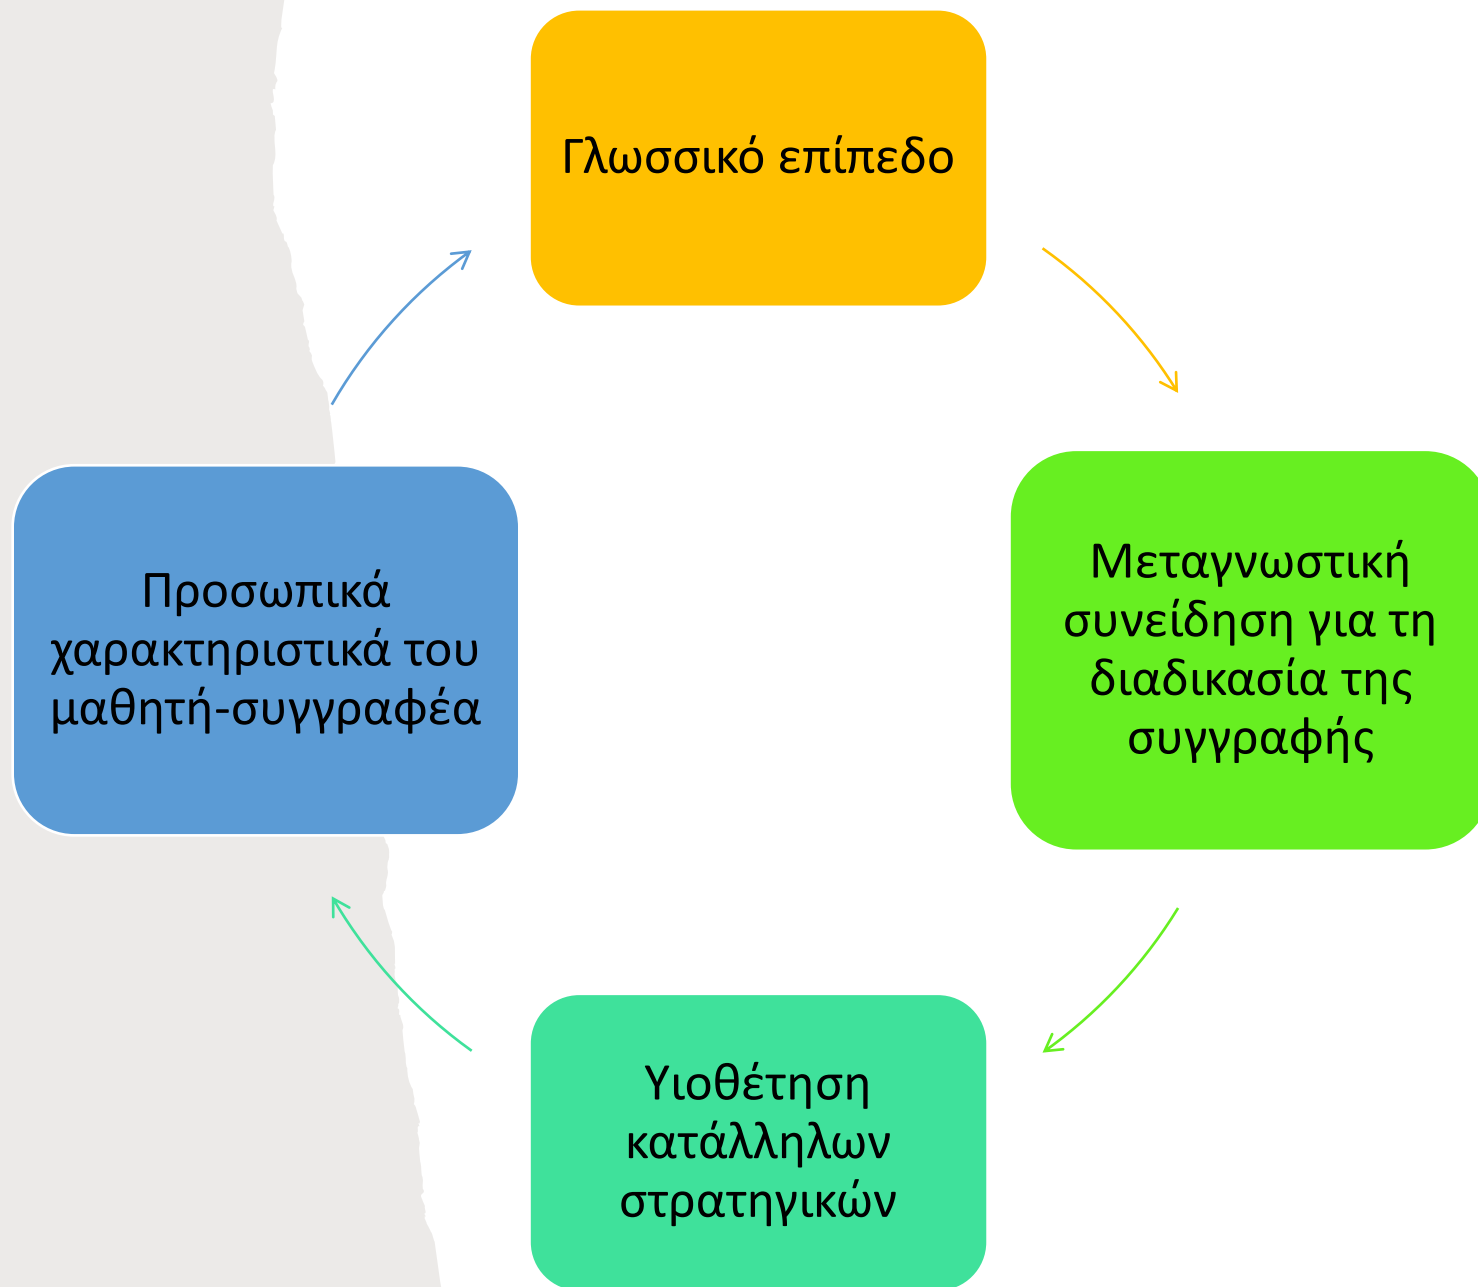 Γλωσσικό επίπεδο
Μεταγνωστική
συνείδηση για τη
διαδικασία της
συγγραφής
Υιοθέτηση
κατάλληλων
στρατηγικών
Προσωπικά
χαρακτηριστικά του
μαθητή-συγγραφέα